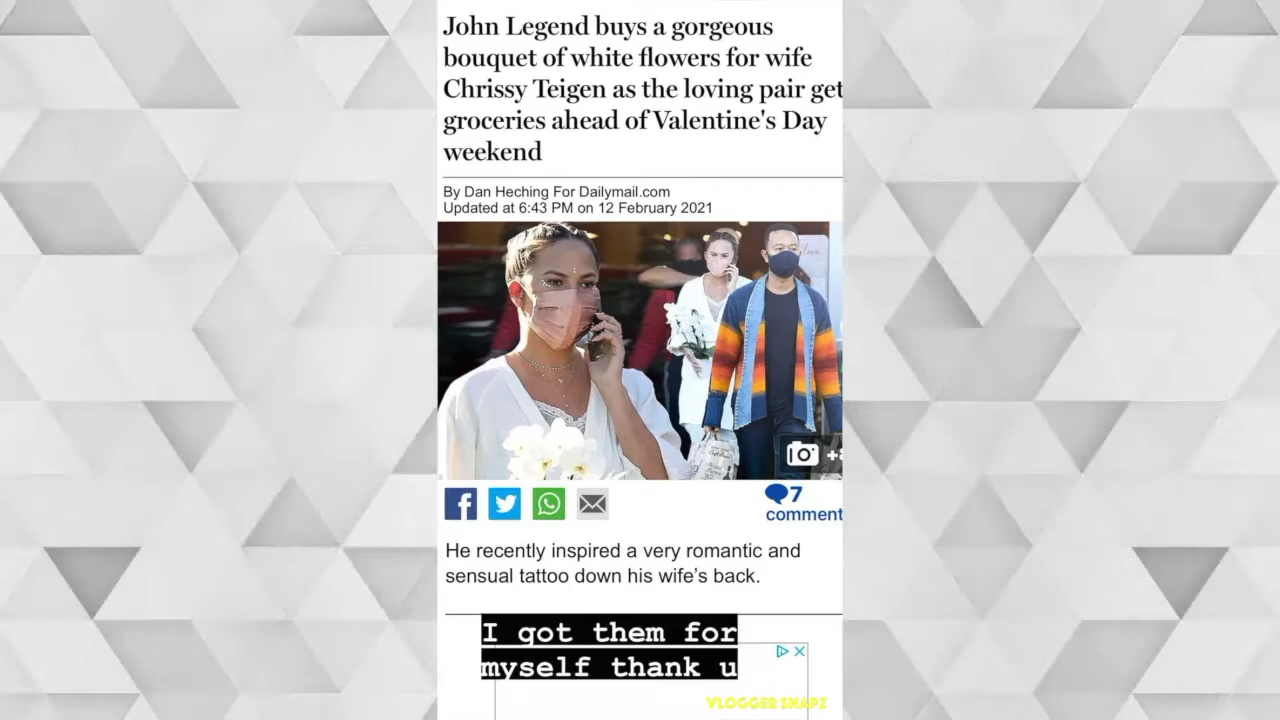 John Legend buys a gorgeous
bouquet of white flowers for wife
Chrissy Teigen as the loving pair get
groceries ahead of Valentine's Day
weekend
By Dan Heching For Dailymail.com
Updated at 6:43 PM on 12 February 2021
7
comment
He recently inspired a very romantic and
sensual tattoo down his wife's back.
I got them for
myself thank u
VLOGGER SNAPZ